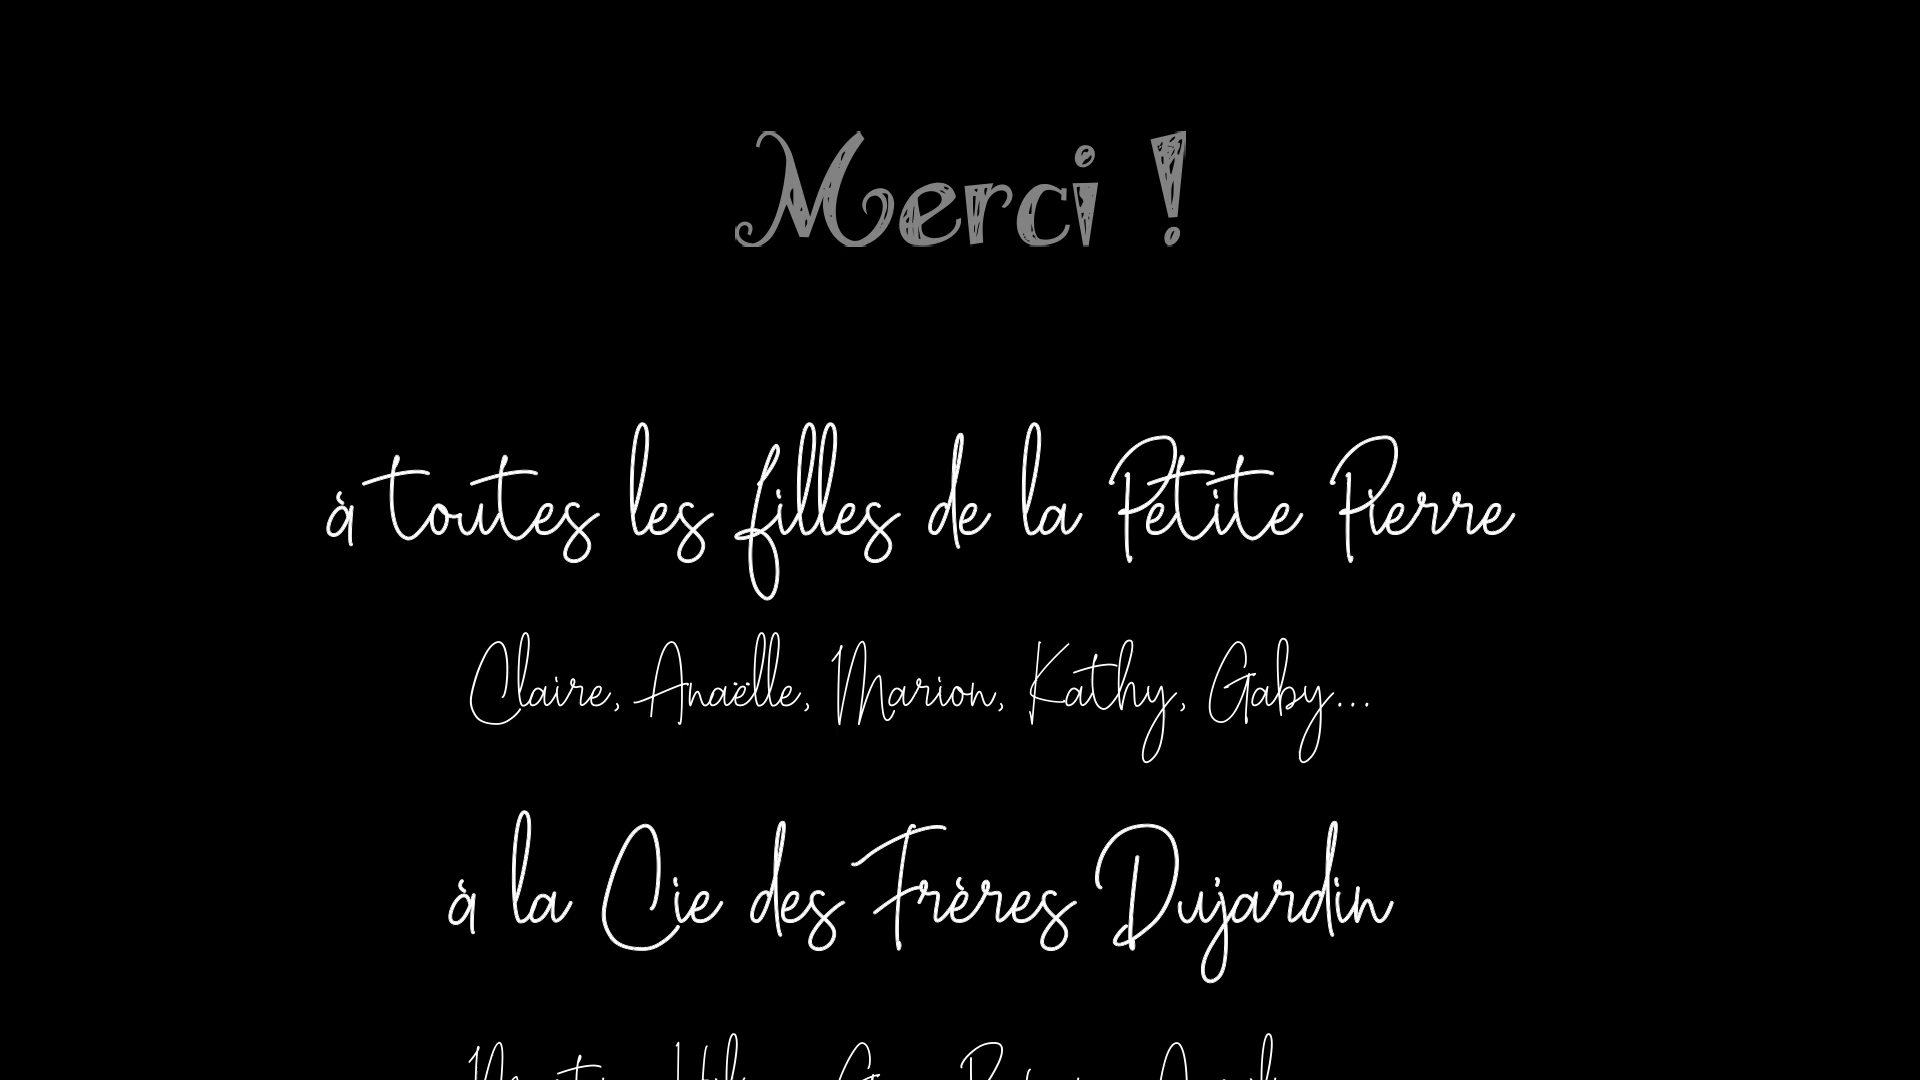 Merci !
à toutes les filles de la Petite Pierre
Claire, Anaëlle, Marion, Kathy, Gaby...
à la Cie des Frères Dujardin